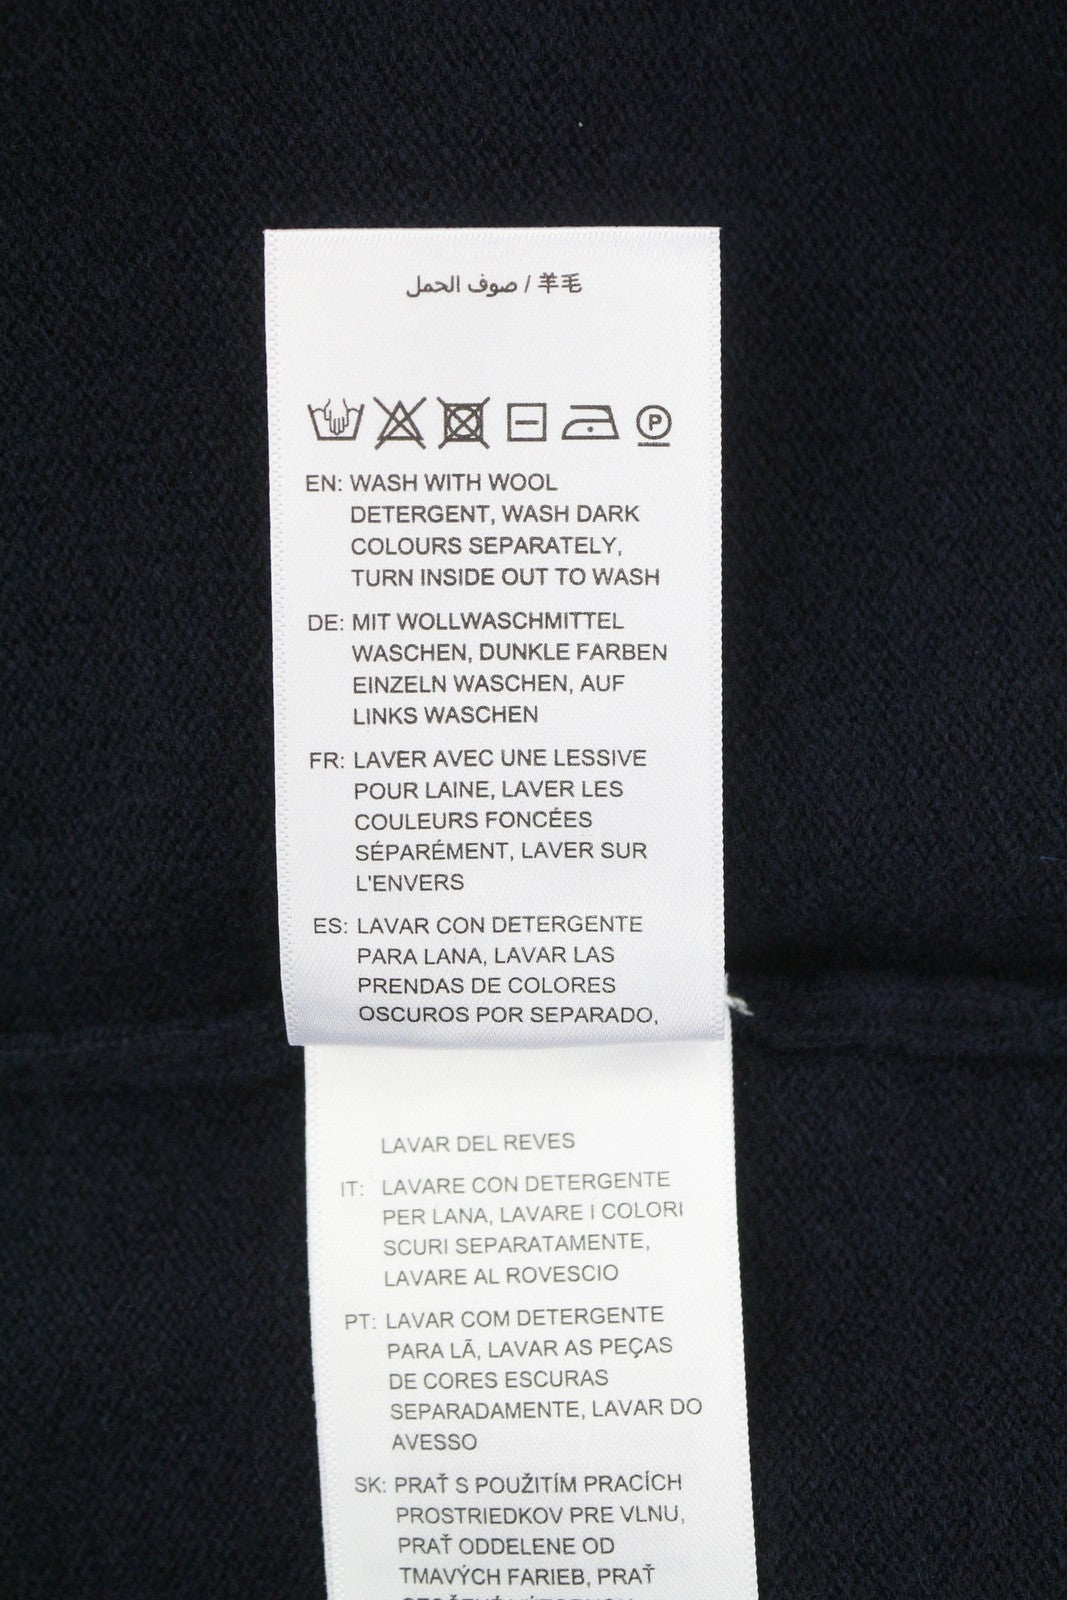 صوف الحمل / 羊毛
P
EN: WASH WITH WOOL
DETERGENT, WASH DARK
COLOURS SEPARATELY,
TURN INSIDE OUT TO WASH
DE: MIT WOLLWASCHMITTEL
WASCHEN, DUNKLE FARBEN
EINZELN WASCHEN, AUF
LINKS WASCHEN
FR: LAVER AVEC UNE LESSIVE
POUR LAINE, LAVER LES
COULEURS FONCÉES
SÉPARÉMENT, LAVER SUR
L'ENVERS
ES: LAVAR CON DETERGENTE
PARA LANA, LAVAR LAS
PRENDAS DE COLORES
OSCUROS POR SEPARADO,
LAVAR DEL REVES
IT: LAVARE CON DETERGENTE
PER LANA, LAVARE I COLORI
SCURI SEPARATAMENTE,
LAVARE AL ROVESCIO
PT: LAVAR COM DETERGENTE
PARA LÃ, LAVAR AS PEÇAS
DE CORES ESCURAS
SEPARADAMENTE, LAVAR DO
AVESSO
SK: PRAŤ S POUŽITÍM PRACÍCH
PROSTRIEDKOV PRE VLNU,
PRAŤ ODDELENE OD
TMAVÝCH FARIEB, PRAŤ